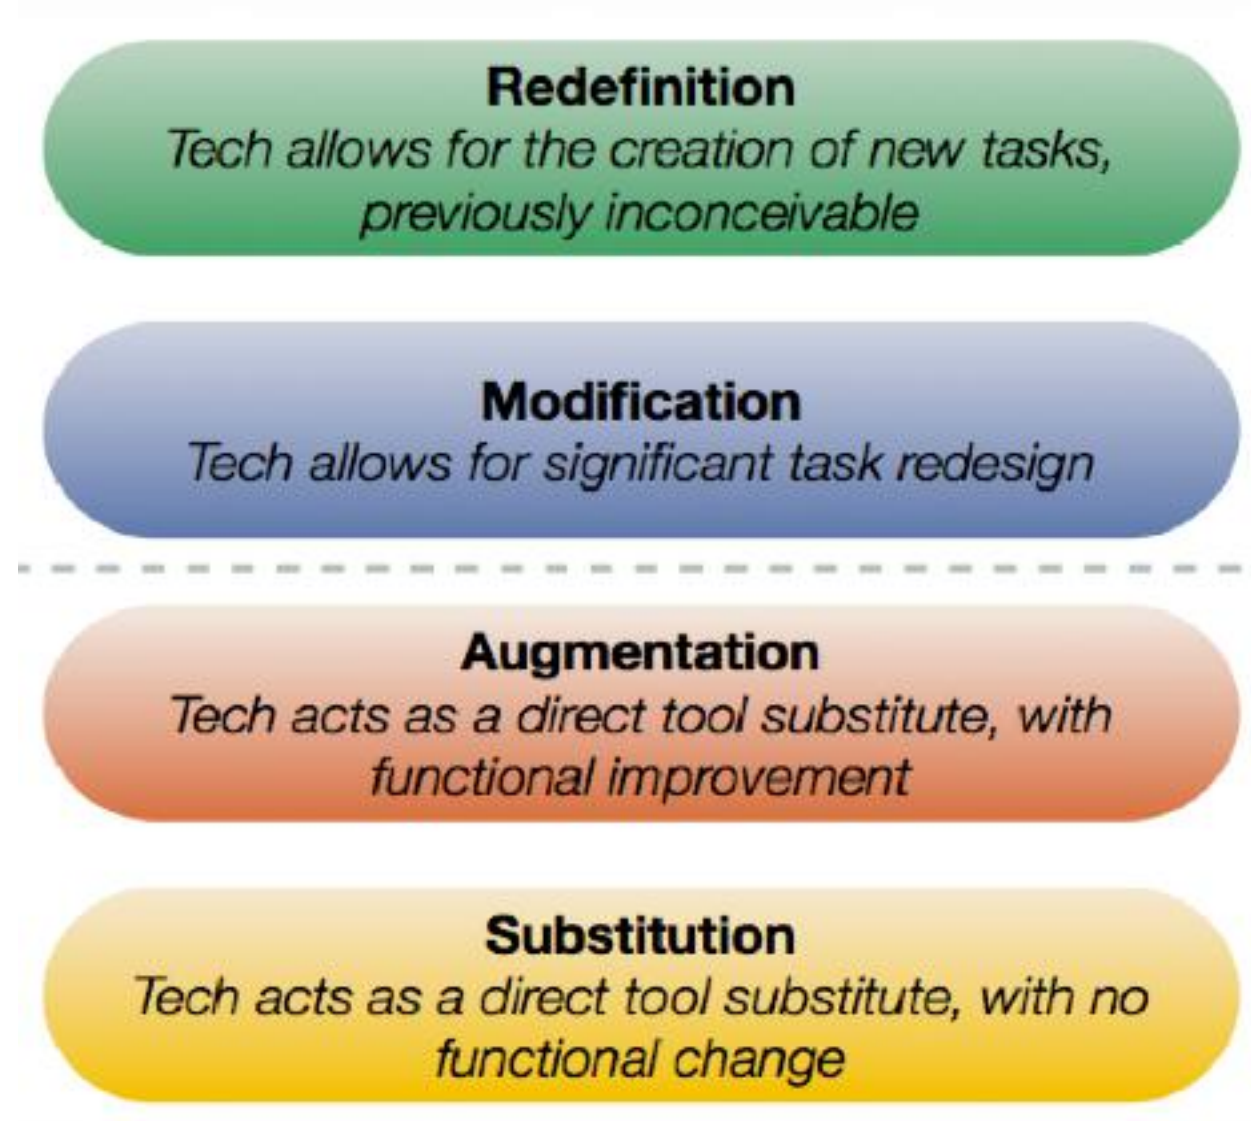 Redefinition
Tech allows for the creation of new tasks,
previously inconceivable
Modification
Tech allows for significant task redesign
Augmentation
Tech acts as a direct tool substitute, with
functional improvement
Substitution
Tech acts as a direct tool substitute, with no
functional change